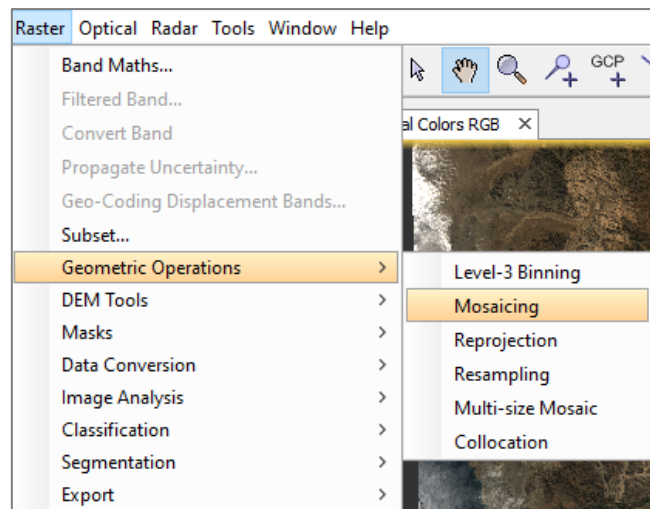 Raster Optical Radar Tools Window Help
Band Maths...
Filtered Band...
Convert Band
Propagate Uncertainty...
Geo-Coding Displacement Bands...
Subset...
Geometric Operations
DEM Tools
Masks
Data Conversion
Image Analysis
Classification
Segmentation
Export
GCP
al Colors RGB
Level-3 Binning
Mosaicing
Reprojection
Resampling
Multi-size Mosaic
Collocation